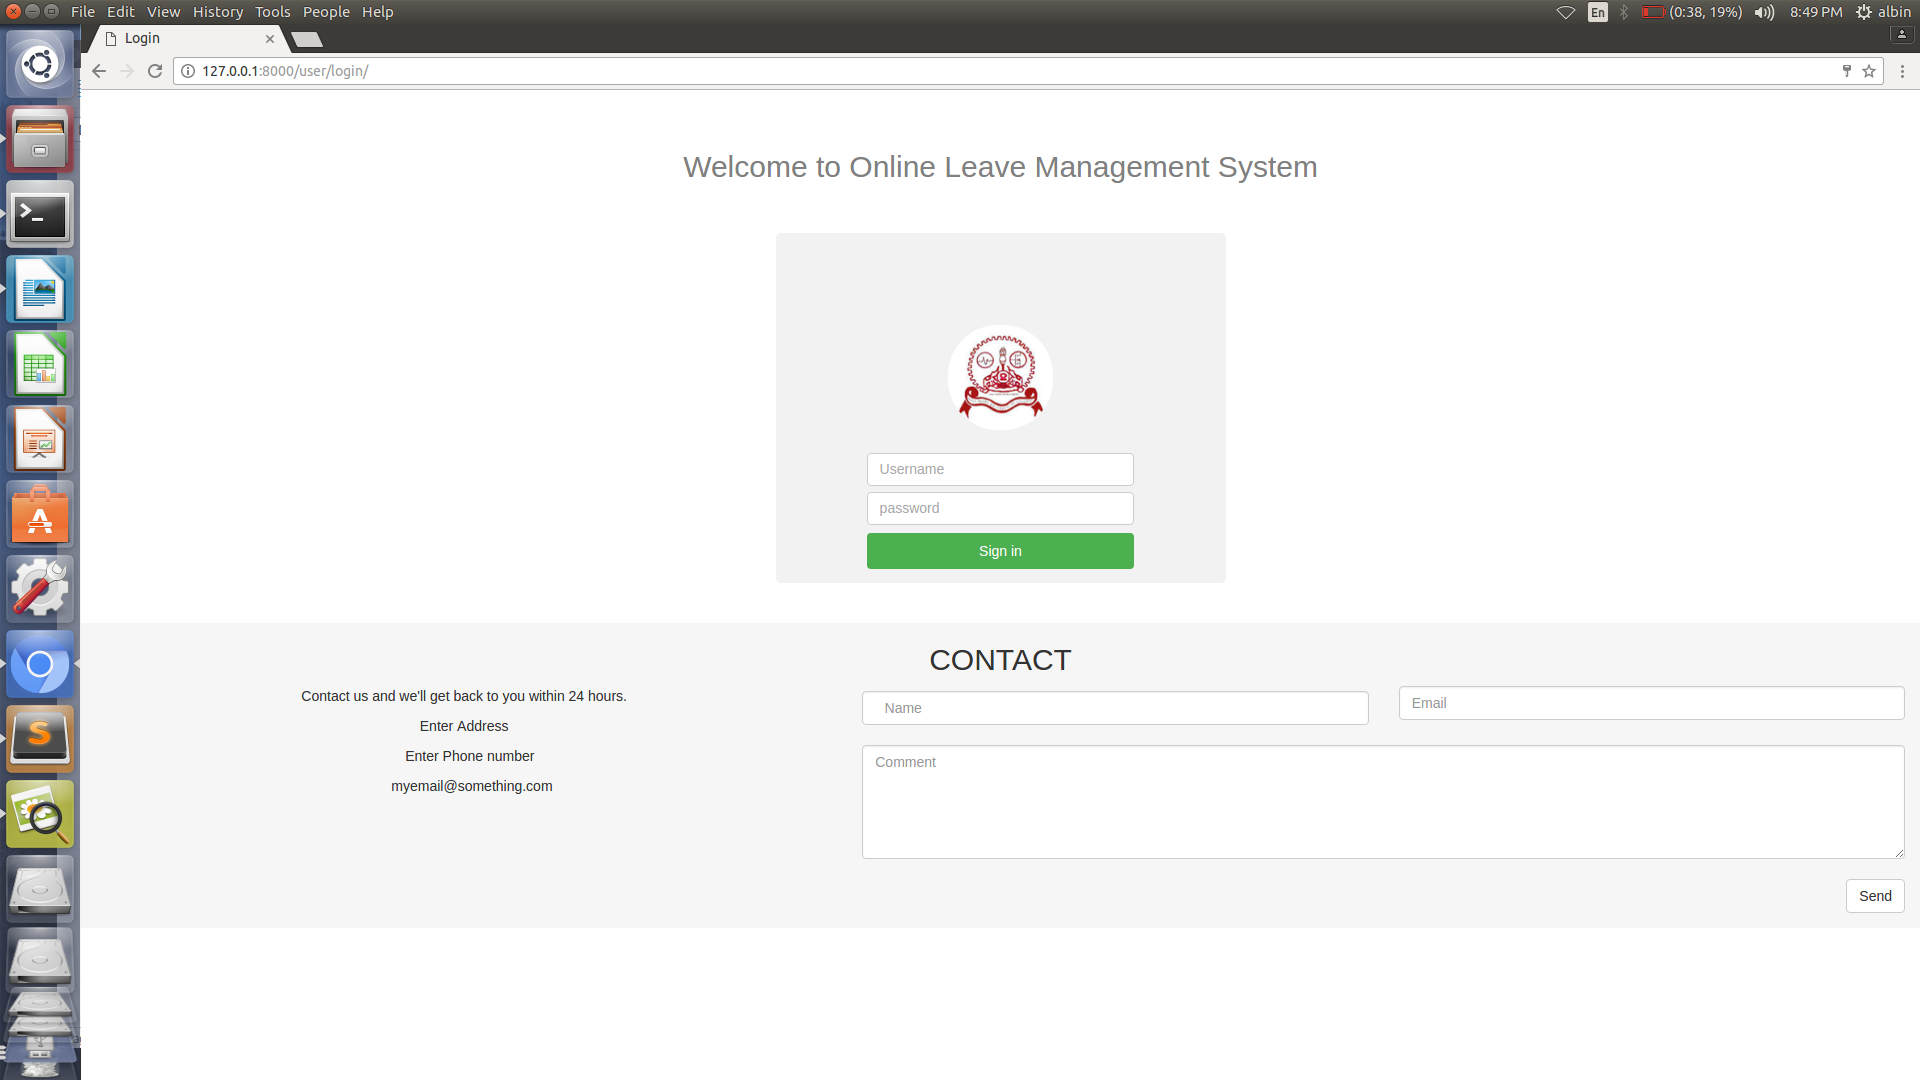 File Edit View History Tools People Help
En (0:38, 19%) 8:49 PM albin
Login
127.0.0.1:8000/user/login/
Welcome to Online Leave Management System
Username
password
Sign in
CONTACT
Contact us and we'll get back to you within 24 hours.
Enter Address
Enter Phone number
myemail@something.com
Name
Email
Comment
Send